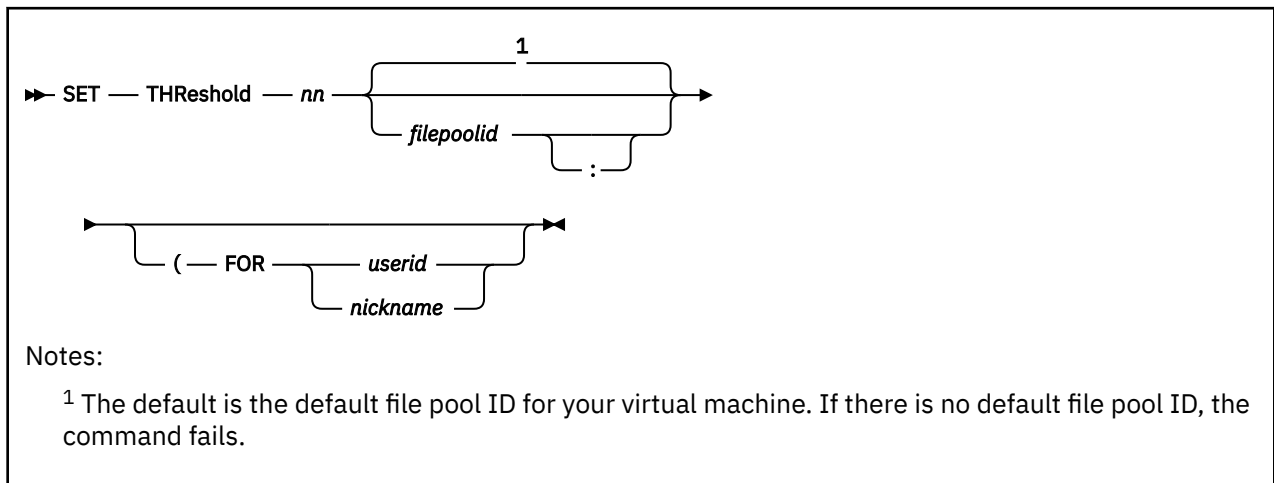 1
SET THReshold nn
filepoolid
:
( FOR userid
nickname
Notes:
1 The default is the default file pool ID for your virtual machine. If there is no default file pool ID, the
command fails.